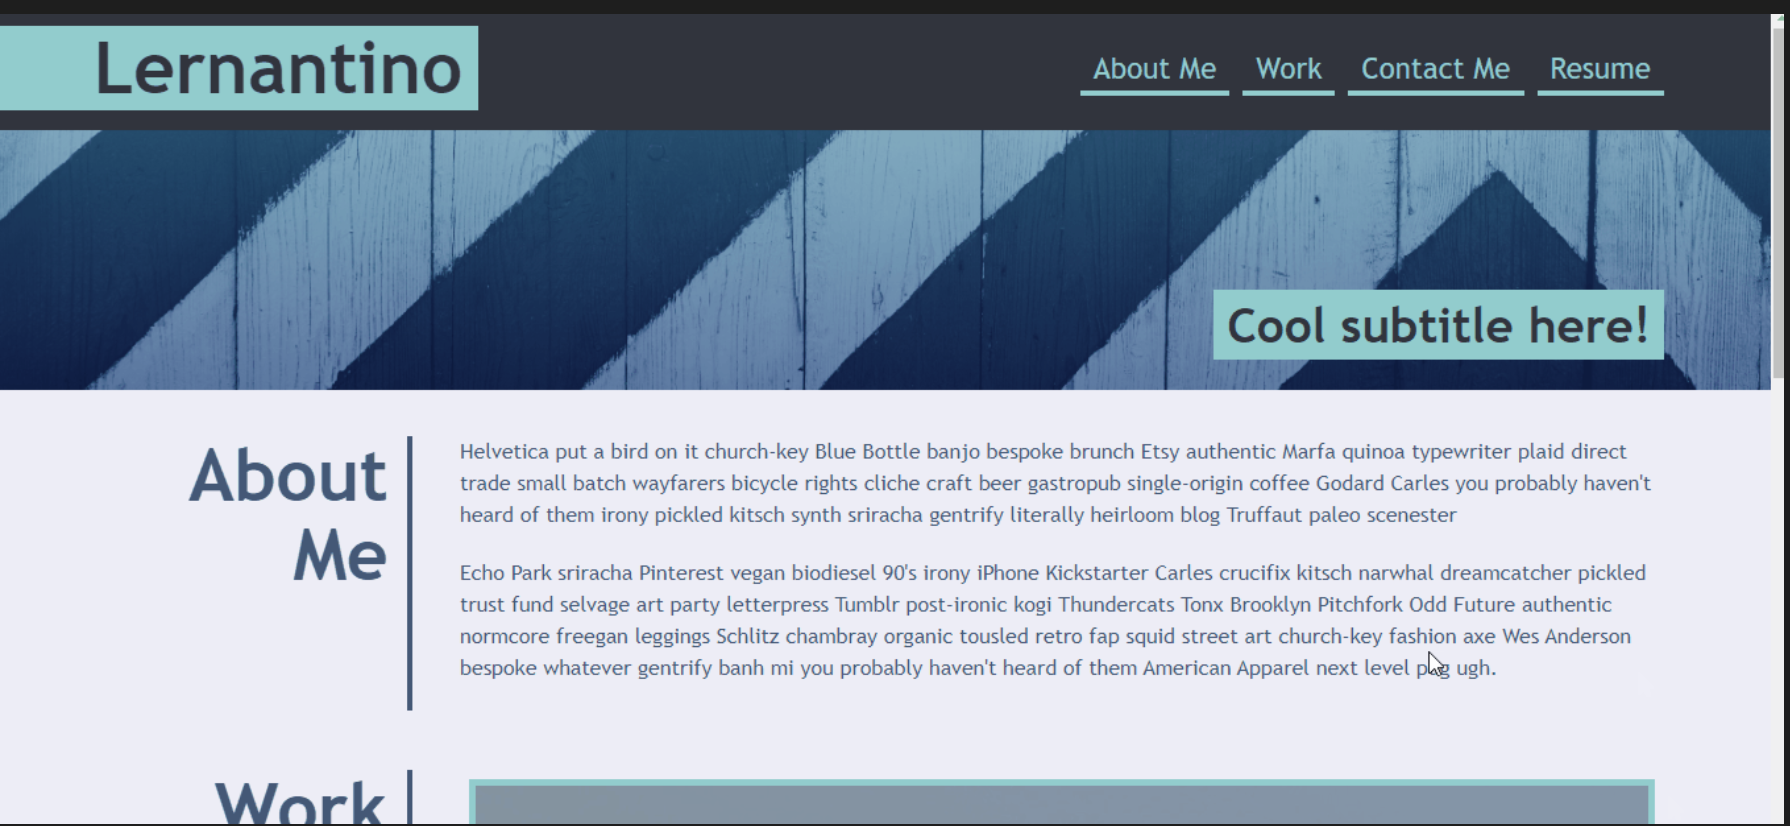 Lernantino
About Me Work Contact Me Resume
Cool subtitle here!
About
Me
Helvetica put a bird on it church-key Blue Bottle banjo bespoke brunch Etsy authentic Marfa quinoa typewriter plaid direct
trade small batch wayfarers bicycle rights cliche craft beer gastropub single-origin coffee Godard Carles you probably haven't
heard of them irony pickled kitsch synth sriracha gentrify literally heirloom blog Truffaut paleo scenester
Echo Park sriracha Pinterest vegan biodiesel 90's irony iPhone Kickstarter Carles crucifix kitsch narwhal dreamcatcher pickled
trust fund selvage art party letterpress Tumblr post-ironic kogi Thundercats Tonx Brooklyn Pitchfork Odd Future authentic
normcore freegan leggings Schlitz chambray organic tousled retro fap squid street art church-key fashion axe Wes Anderson
bespoke whatever gentrify banh mi you probably haven't heard of them American Apparel next level ugh.
Work